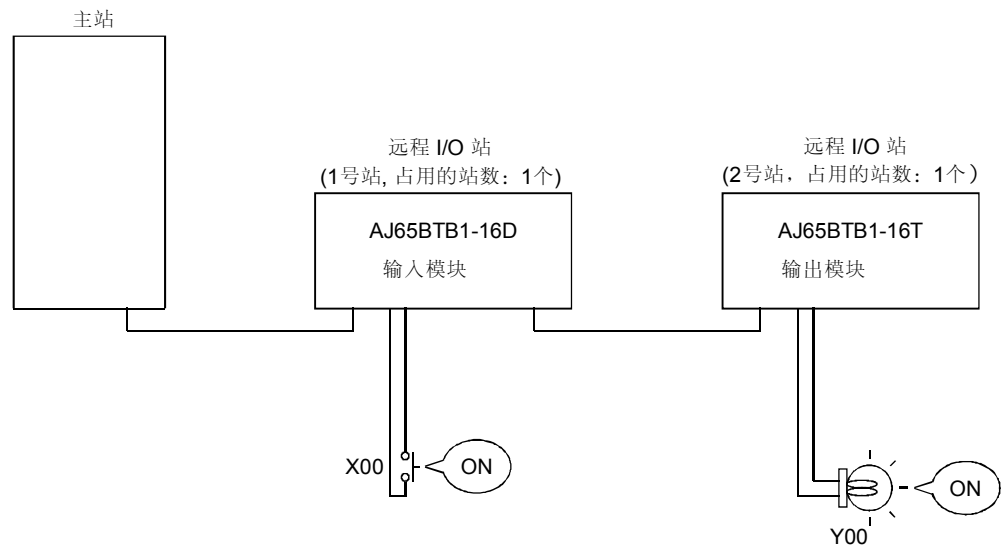 主站
远程 I/O 站
(1号站, 占用的站数：1个)
AJ65BTB1-16D
输入模块
远程 I/O 站
(2号站，占用的站数：1个）
AJ65BTB1-16T
输出模块
X00
ON
ON
Y00